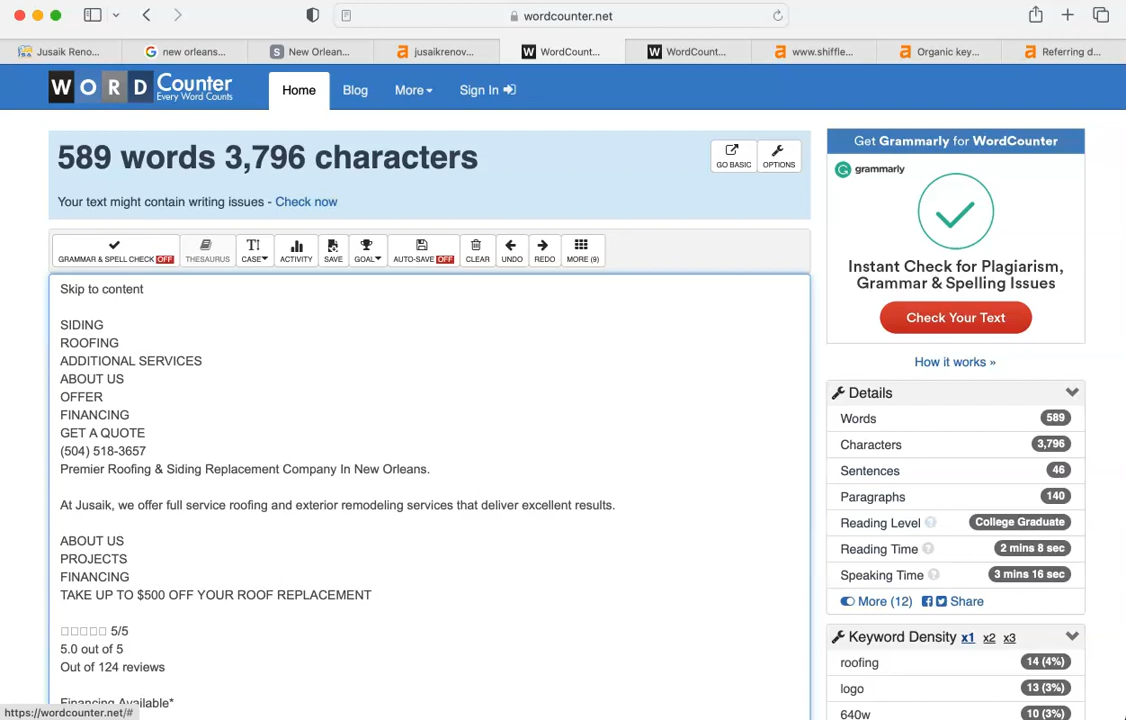 wordcounter.net
Jusaik Reno...
new orleans...
New Orlean...
jusaikrenov...
WordCount...
WordCount...
www.shiffle...
Organic key...
Referring d...
WORD Counter
Every Word Counts
Home
Blog
More
Sign In
589 words 3,796 characters
GO BASIC
OPTIONS
Your text might contain writing issues - Check now
GRAMMAR & SPELL CHECK OFF
THESAURUS
CASE
ACTIVITY
SAVE
GOAL
AUTO-SAVE OFF
CLEAR
UNDO
REDO
MORE (9)
Skip to content
SIDING
ROOFING
ADDITIONAL SERVICES
ABOUT US
OFFER
FINANCING
GET A QUOTE
(504) 518-3657
Premier Roofing & Siding Replacement Company In New Orleans.
At Jusaik, we offer full service roofing and exterior remodeling services that deliver excellent results.
ABOUT US
PROJECTS
FINANCING
TAKE UP TO $500 OFF YOUR ROOF REPLACEMENT
5/5
5.0 out of 5
Out of 124 reviews
Financing Available*
https://wordcounter.net/#
Get Grammarly for WordCounter
grammarly
Instant Check for Plagiarism,
Grammar & Spelling Issues
Check Your Text
How it works »
Details
Words 589
Characters 3,796
Sentences 46
Paragraphs 140
Reading Level College Graduate
Reading Time 2 mins 8 sec
Speaking Time 3 mins 16 sec
More (12) Share
Keyword Density x1 x2 x3
roofing 14 (4%)
logo 13 (3%)
640w 10 (3%)